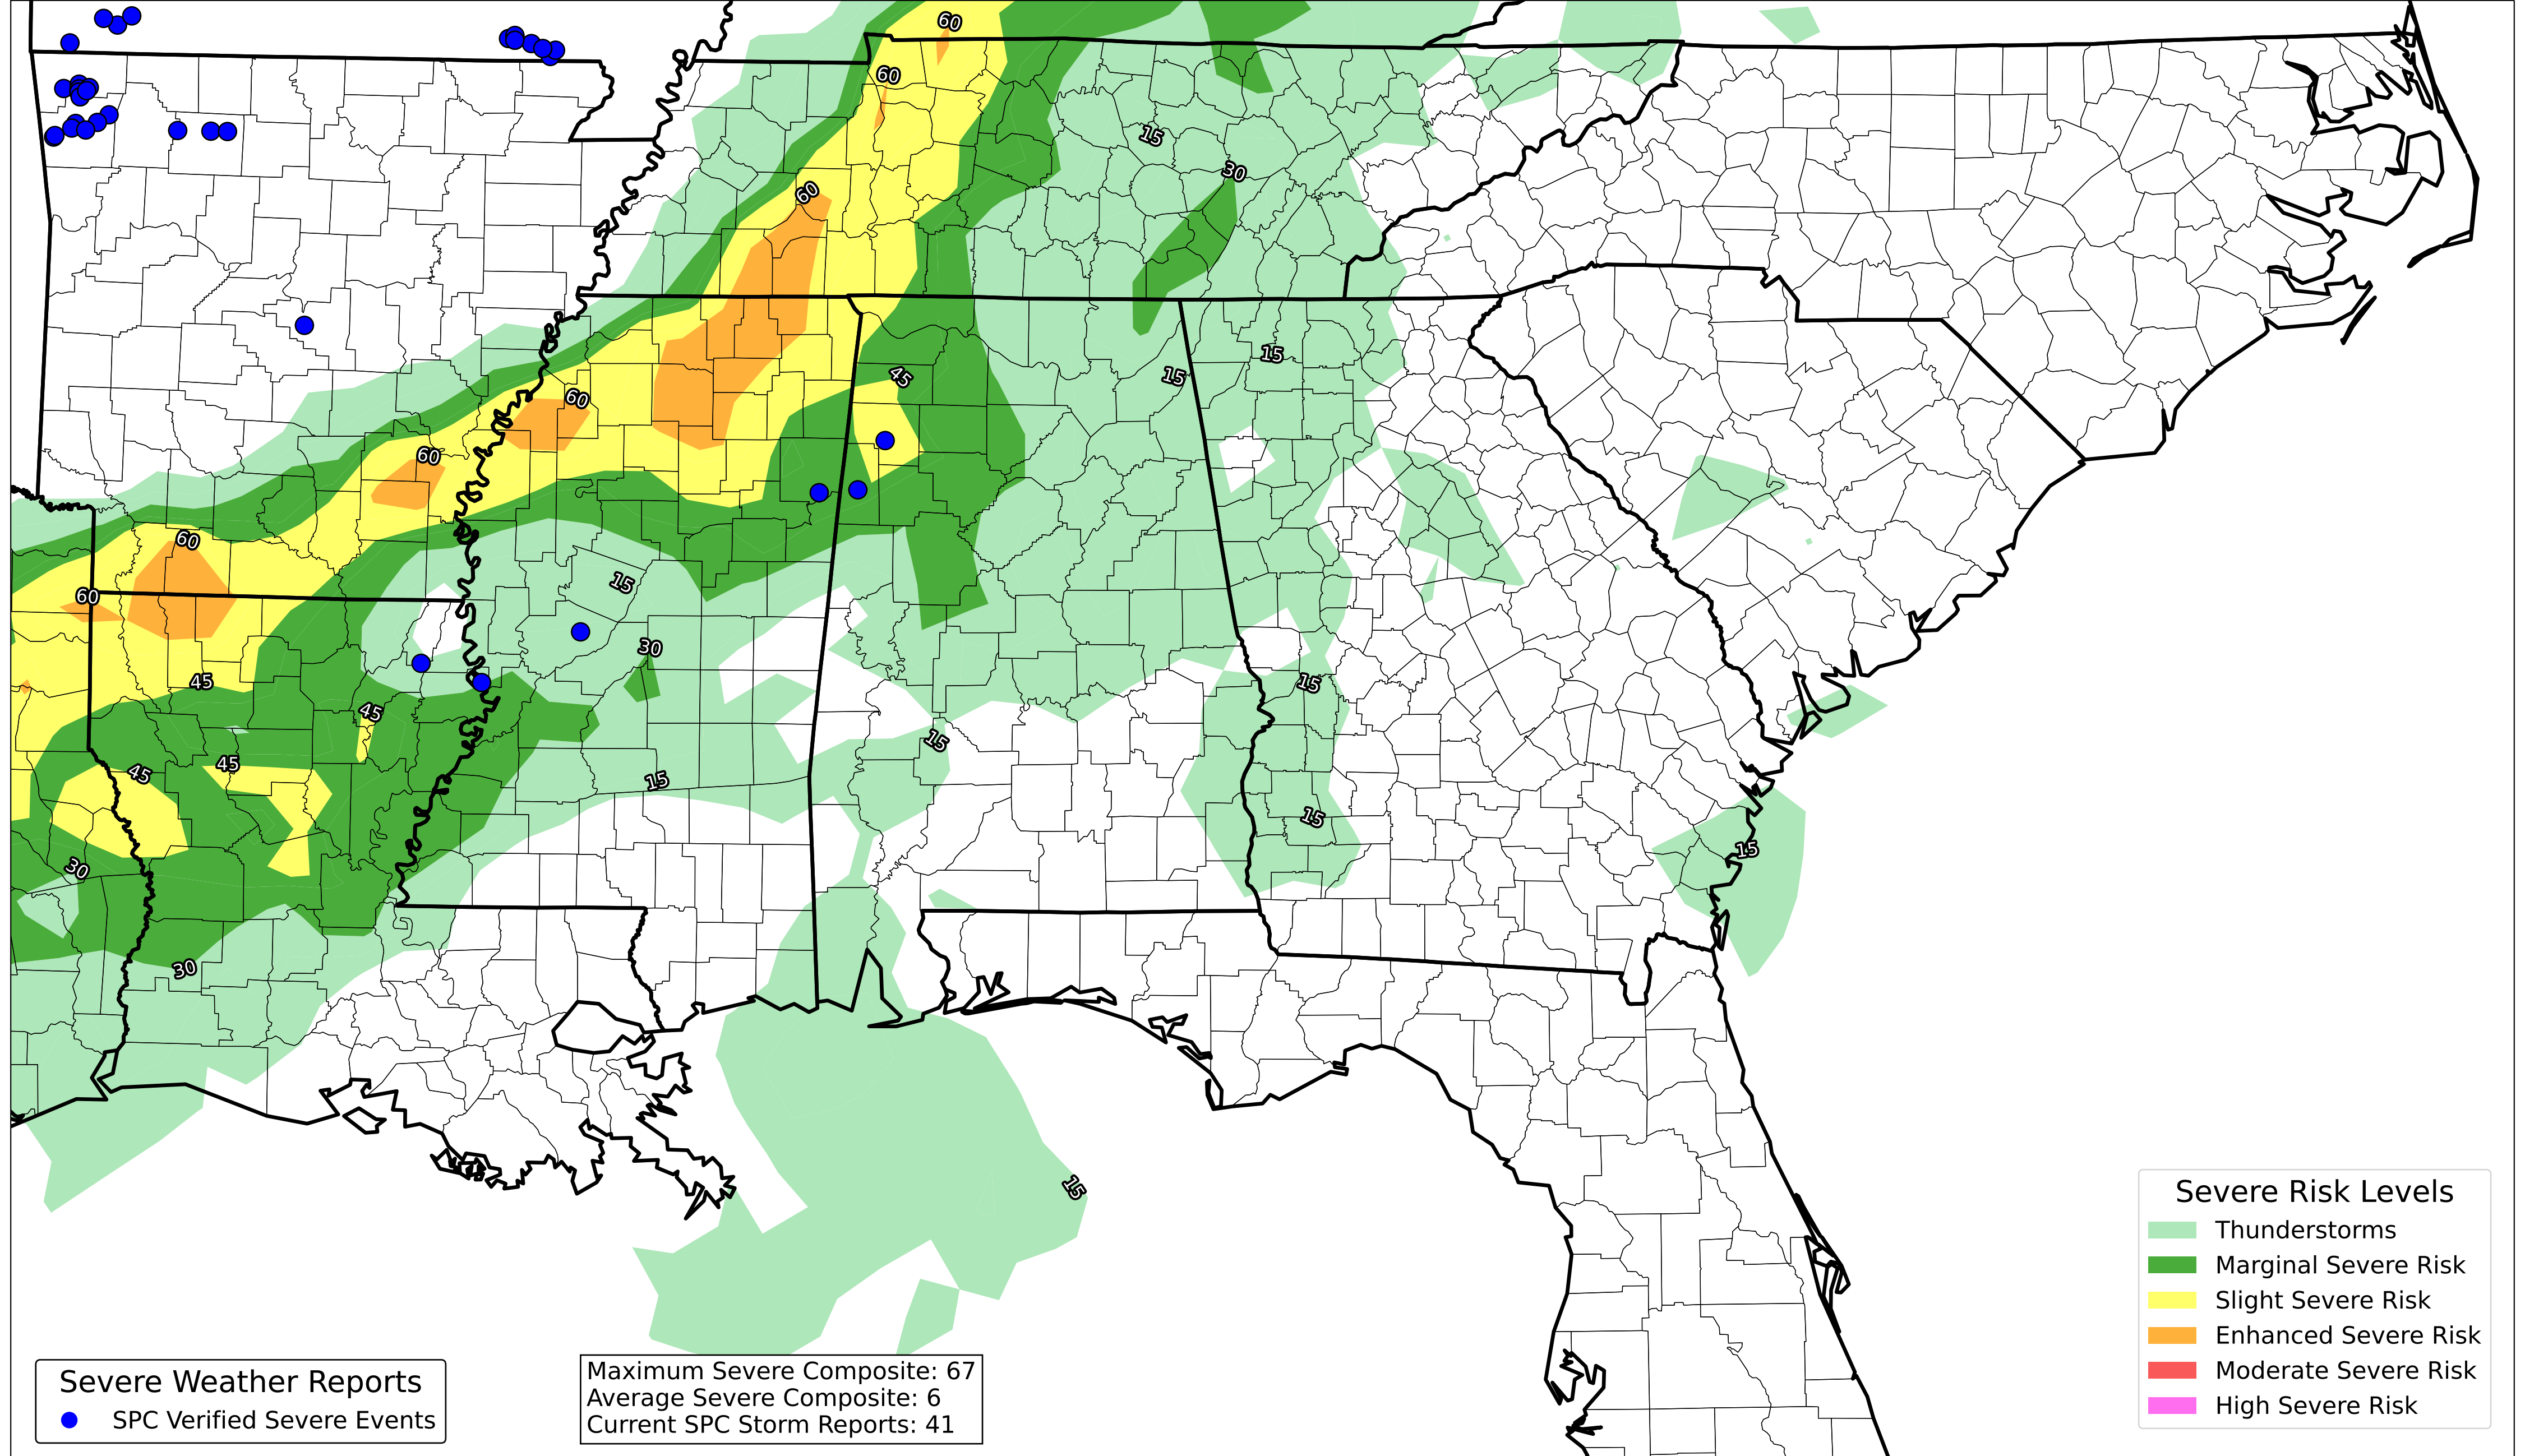 60
60
15
30
60
15
15
45
60
60
60
15
60
30
45
15
45
15
45
45
15
15
15
30
30
15
Severe Risk Levels
Thunderstorms
Marginal Severe Risk
Slight Severe Risk
Enhanced Severe Risk
Moderate Severe Risk
High Severe Risk
Severe Weather Reports
SPC Verified Severe Events
Maximum Severe Composite: 67
Average Severe Composite: 6
Current SPC Storm Reports: 41